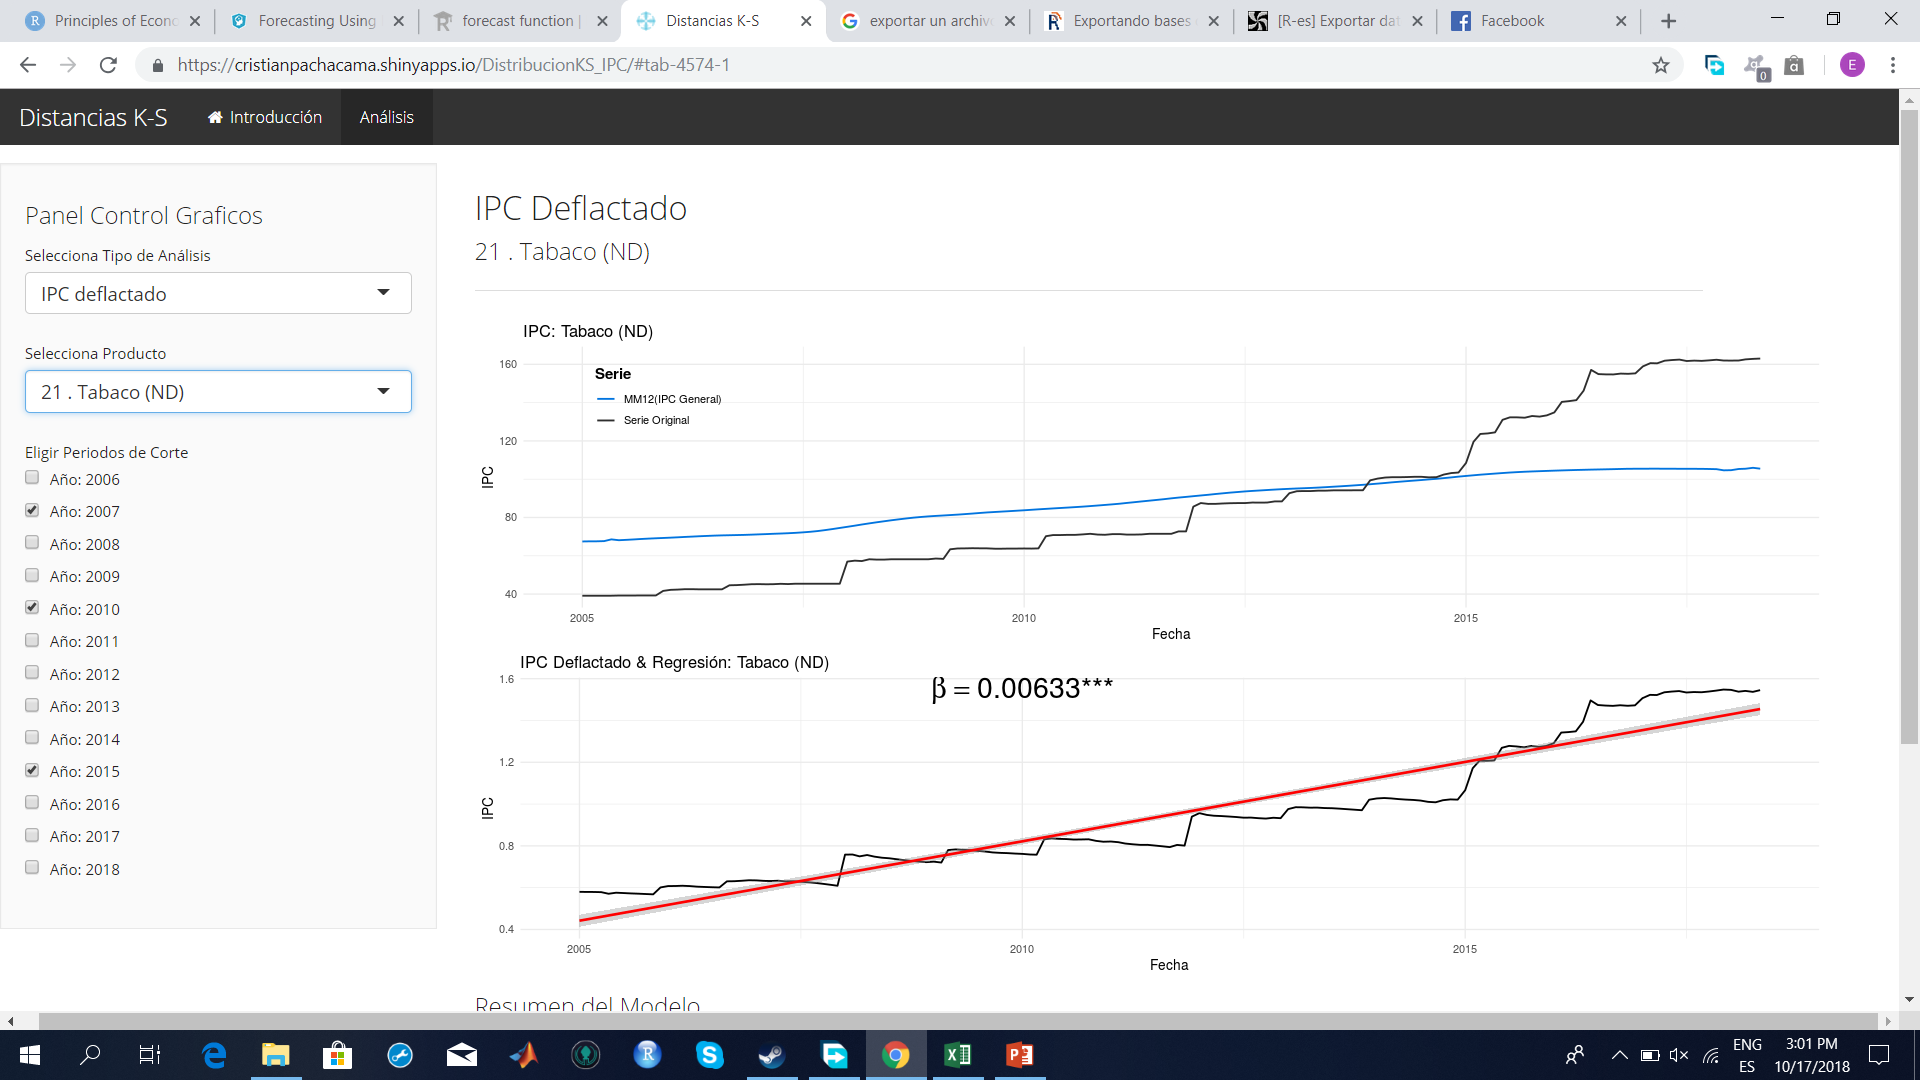 Principles of Econo
Forecasting Using
forecast function |
Distancias K-S
exportar un archivo
Exportando bases
[R-es] Exportar dat
Facebook
https://cristianpachacama.shinyapps.io/DistribucionKS_IPC/#tab-4574-1
0
E
Distancias K-S
Introducción
Análisis
Panel Control Graficos
Selecciona Tipo de Análisis
IPC deflactado
Selecciona Producto
21 . Tabaco (ND)
Eligir Periodos de Corte
Año: 2006
Año: 2007
Año: 2008
Año: 2009
Año: 2010
Año: 2011
Año: 2012
Año: 2013
Año: 2014
Año: 2015
Año: 2016
Año: 2017
Año: 2018
IPC Deflactado
21 . Tabaco (ND)
IPC: Tabaco (ND)
Serie
MM12(IPC General)
Serie Original
160
120
80
40
IPC
2005
2010
2015
Fecha
IPC Deflactado & Regresión: Tabaco (ND)
β = 0.00633***
1.6
1.2
0.8
0.4
IPC
2005
2010
2015
Fecha
Resumen del Modelo
ENG
ES
3:01 PM
10/17/2018